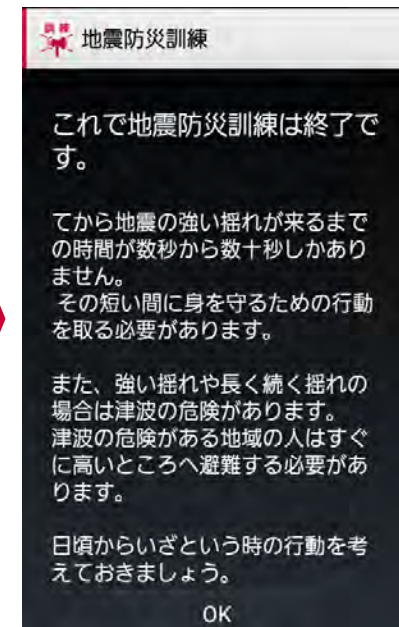 訓練
地震防災訓練
これで地震防災訓練は終了で
す。
てから地震の強い揺れが来るまで
の時間が数秒から数十秒しかあり
ません。
その短い間に身を守るための行動
を取る必要があります。
また、強い揺れや長く続く揺れの
場合は津波の危険があります。
津波の危険がある地域の人はすぐ
に高いところへ避難する必要があ
ります。
日頃からいざという時の行動を考
えておきましょう。
OK